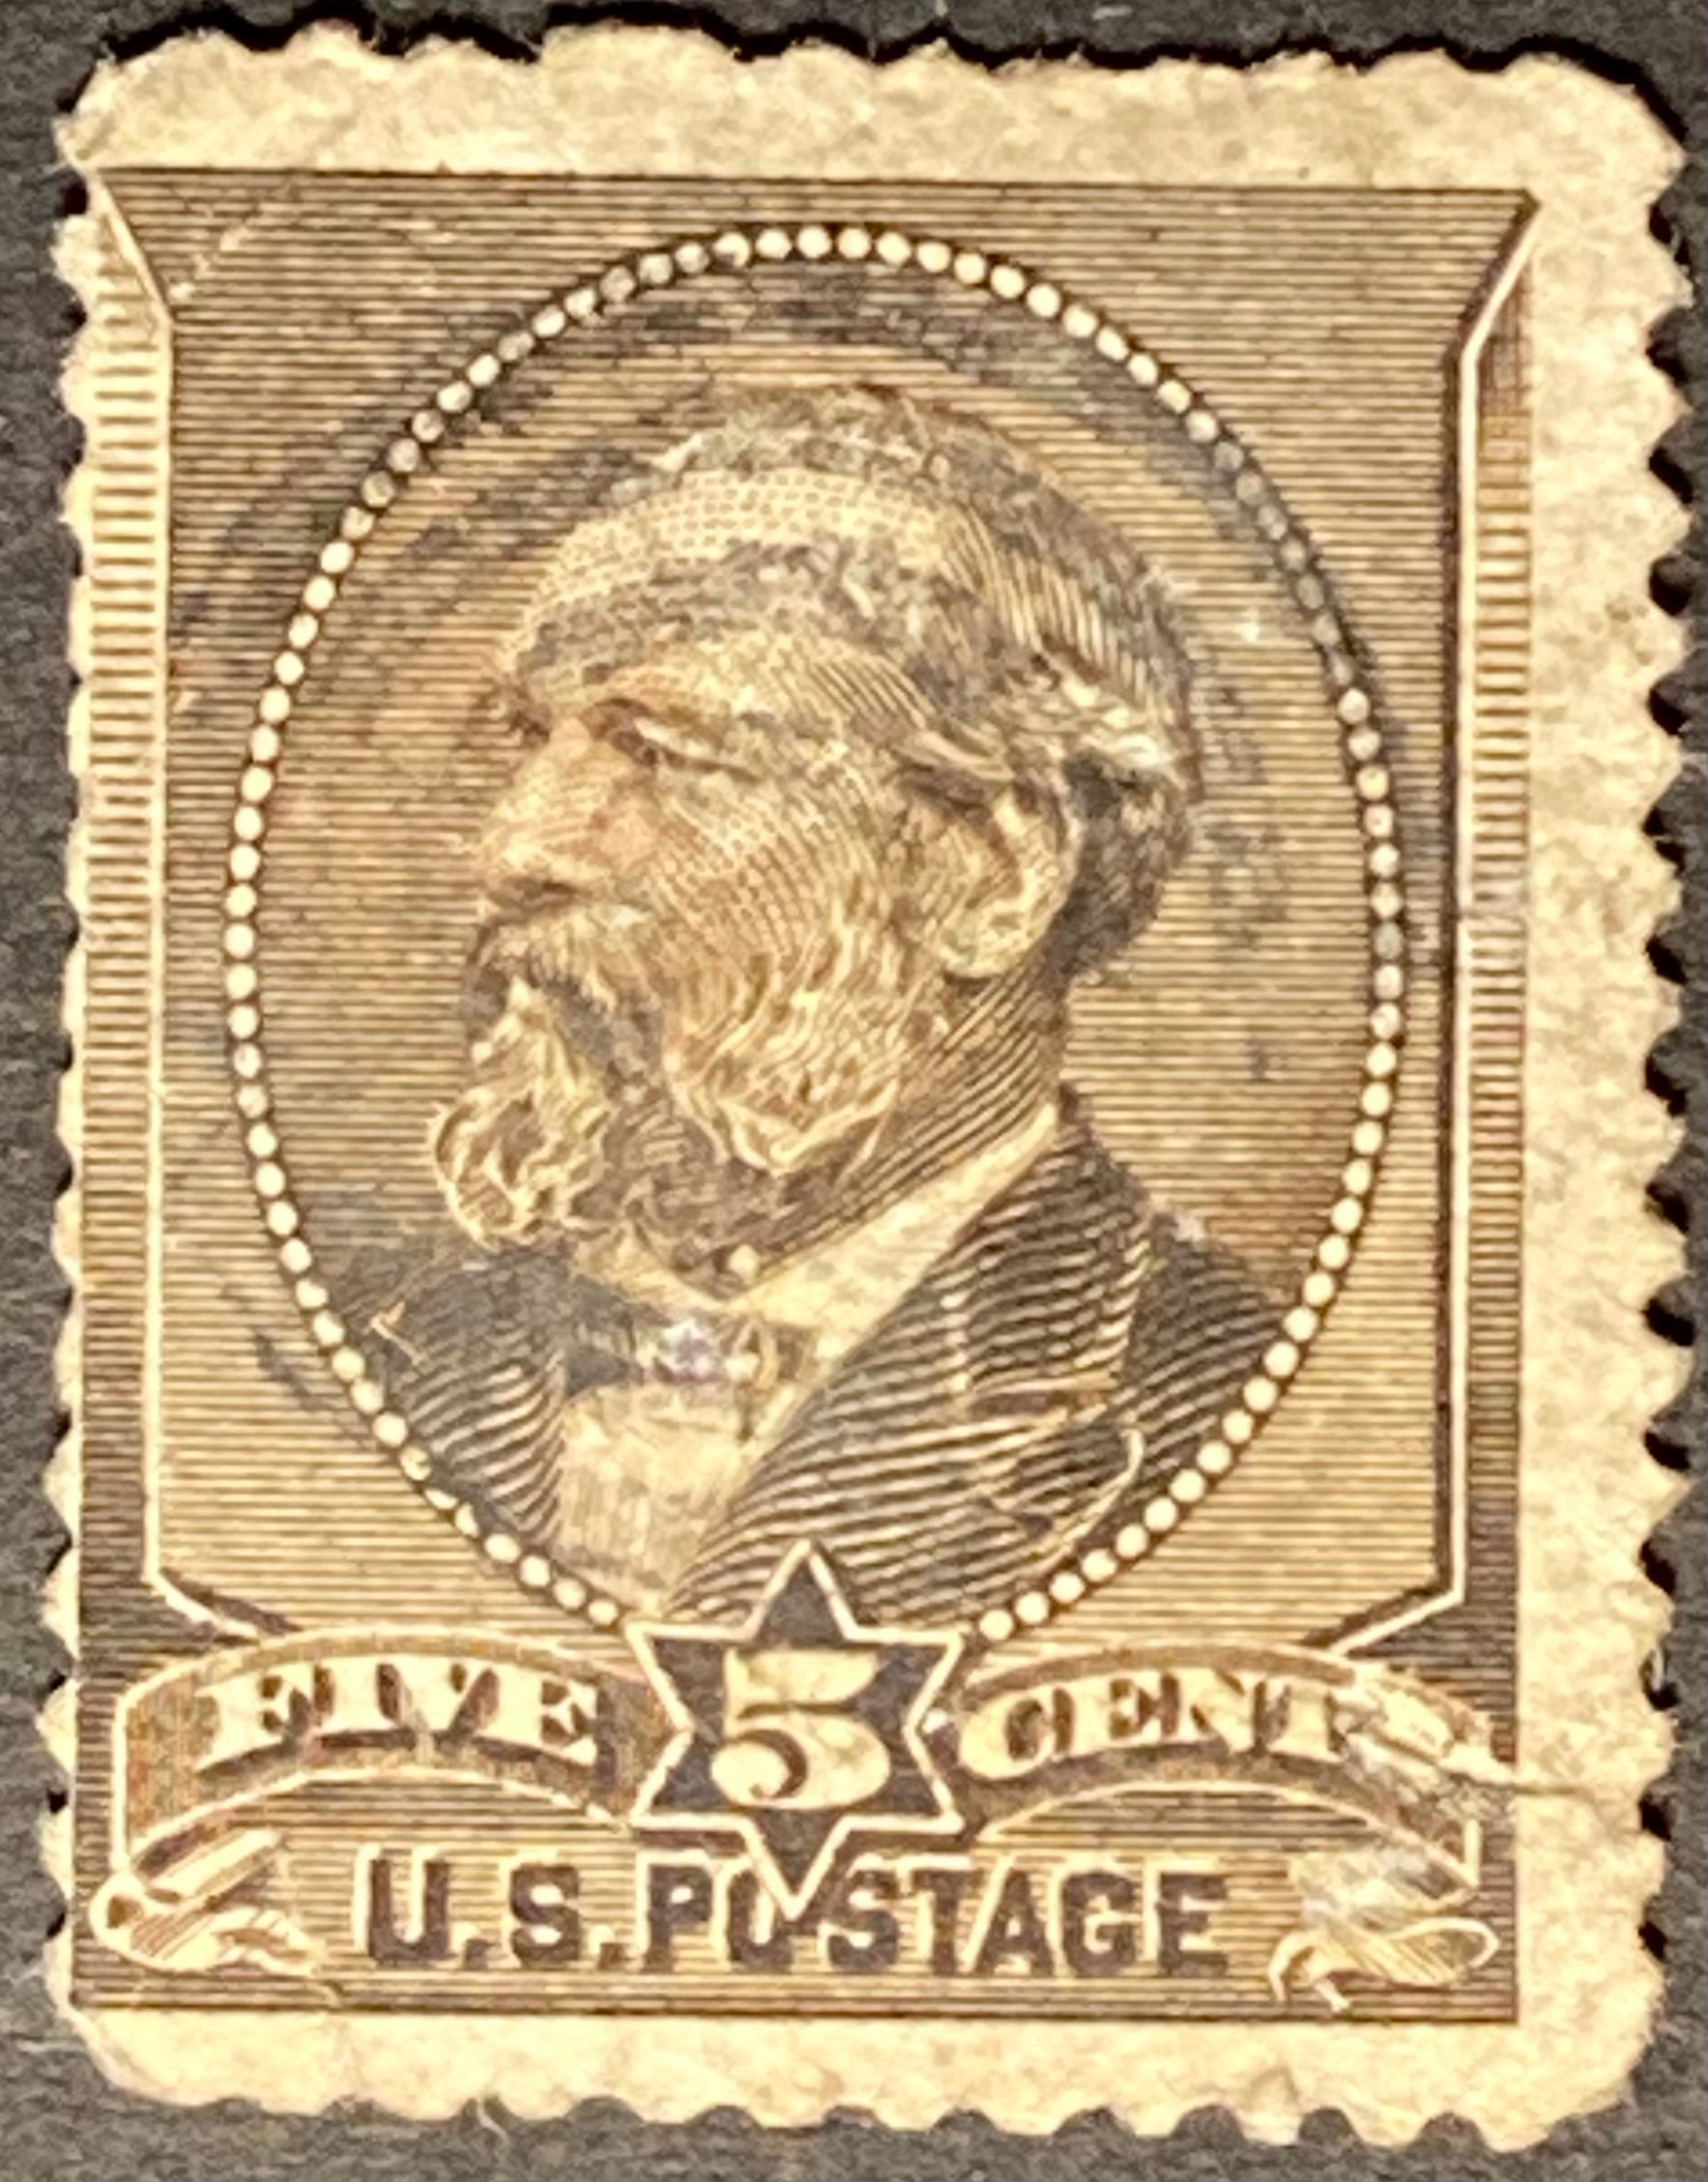 FIVE 5 CENTS
U.S. POSTAGE